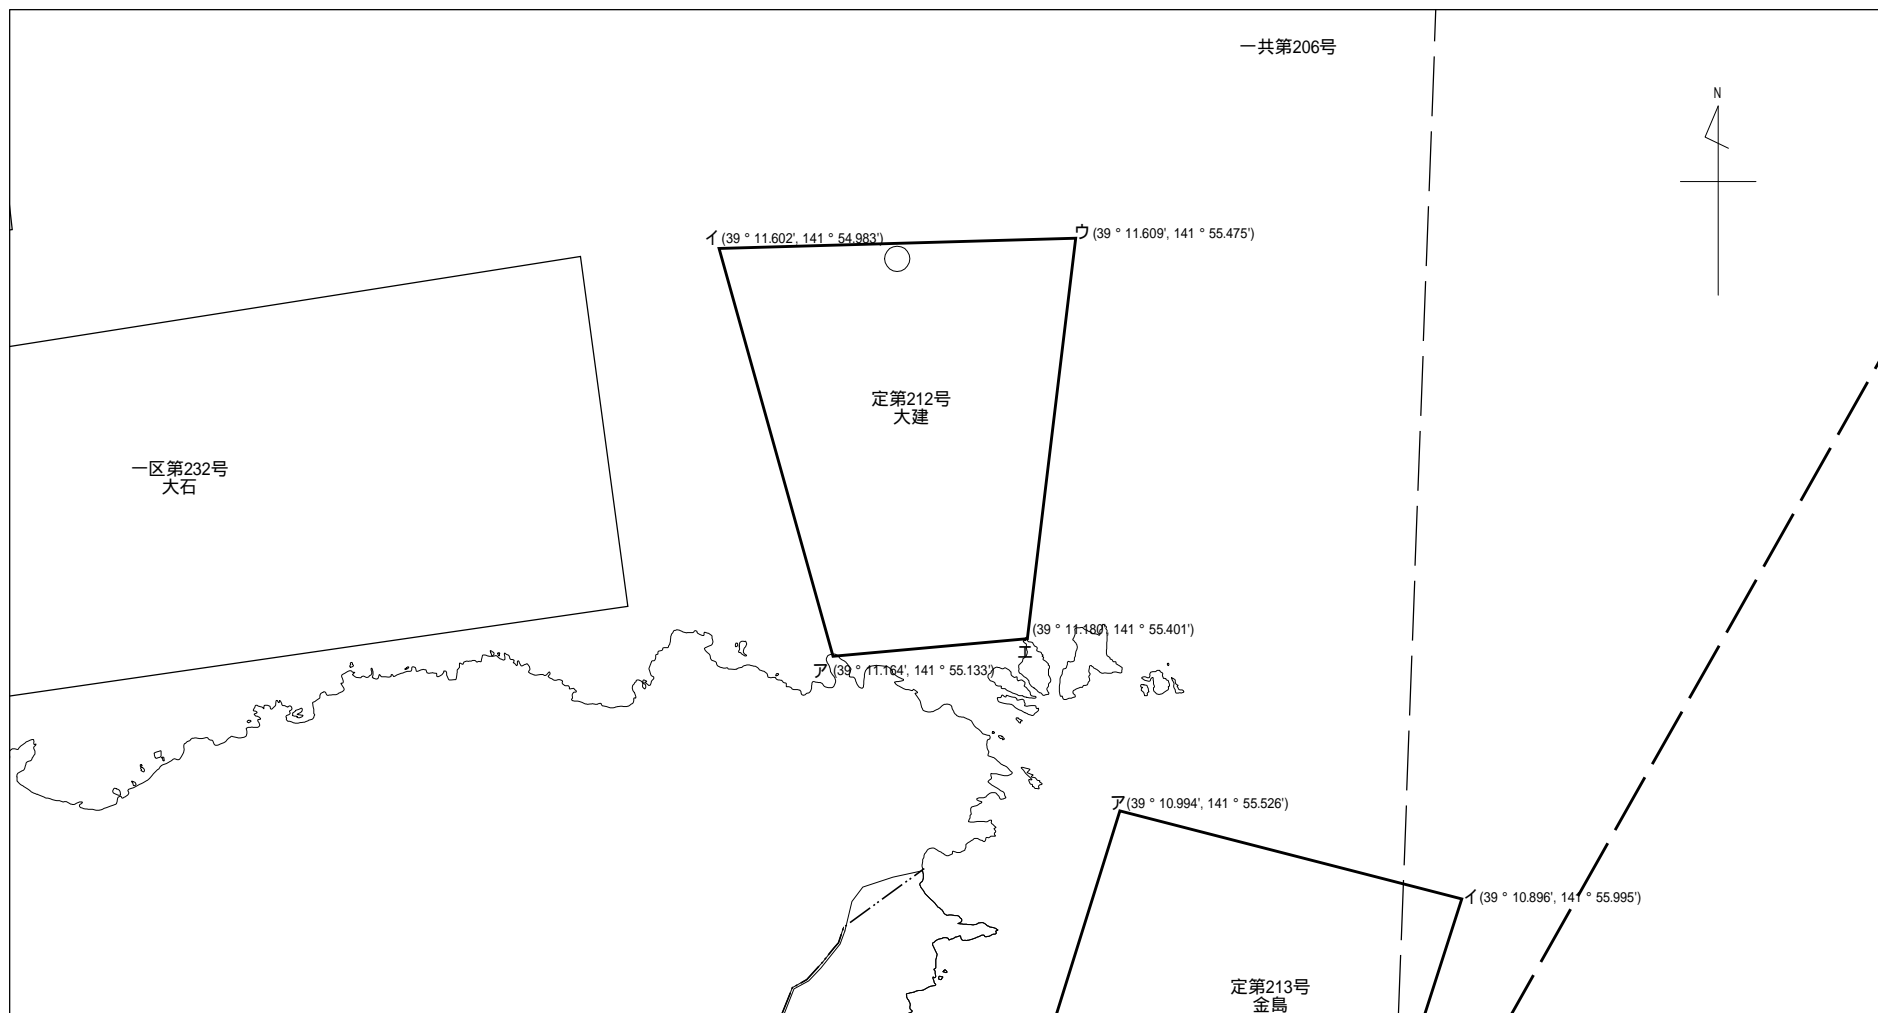 一共第206号
N
イ(39 ° 11.602', 141 ° 54.983')
ウ(39 ° 11.609', 141 ° 55.475')
定第212号
大建
一区第232号
大石
(39 ° 11.180', 141 ° 55.401')
エ
ア(39 ° 11.164', 141 ° 55.133')
ア(39 ° 10.994', 141 ° 55.526')
イ(39 ° 10.896', 141 ° 55.995')
定第213号
金島